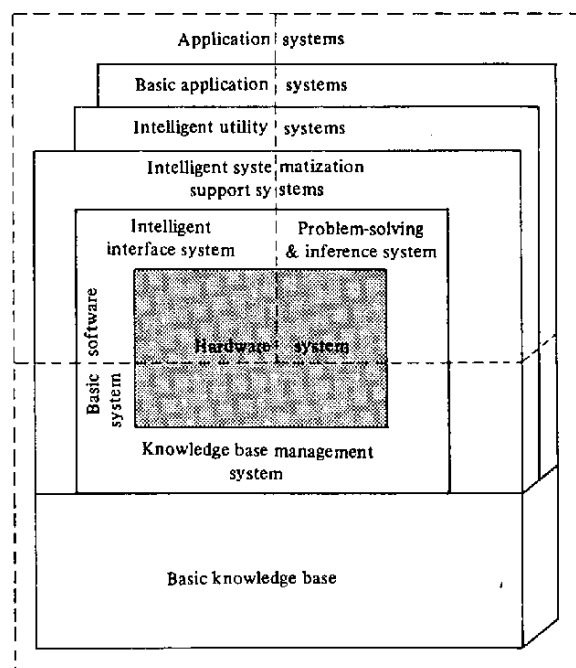 Application systems
Basic application systems
Intelligent utility systems
Intelligent systematization
support systems
Intelligent
interface system
Problem-solving
& inference system
Basic software
system
Hardware system
Knowledge base management
system
Basic knowledge base